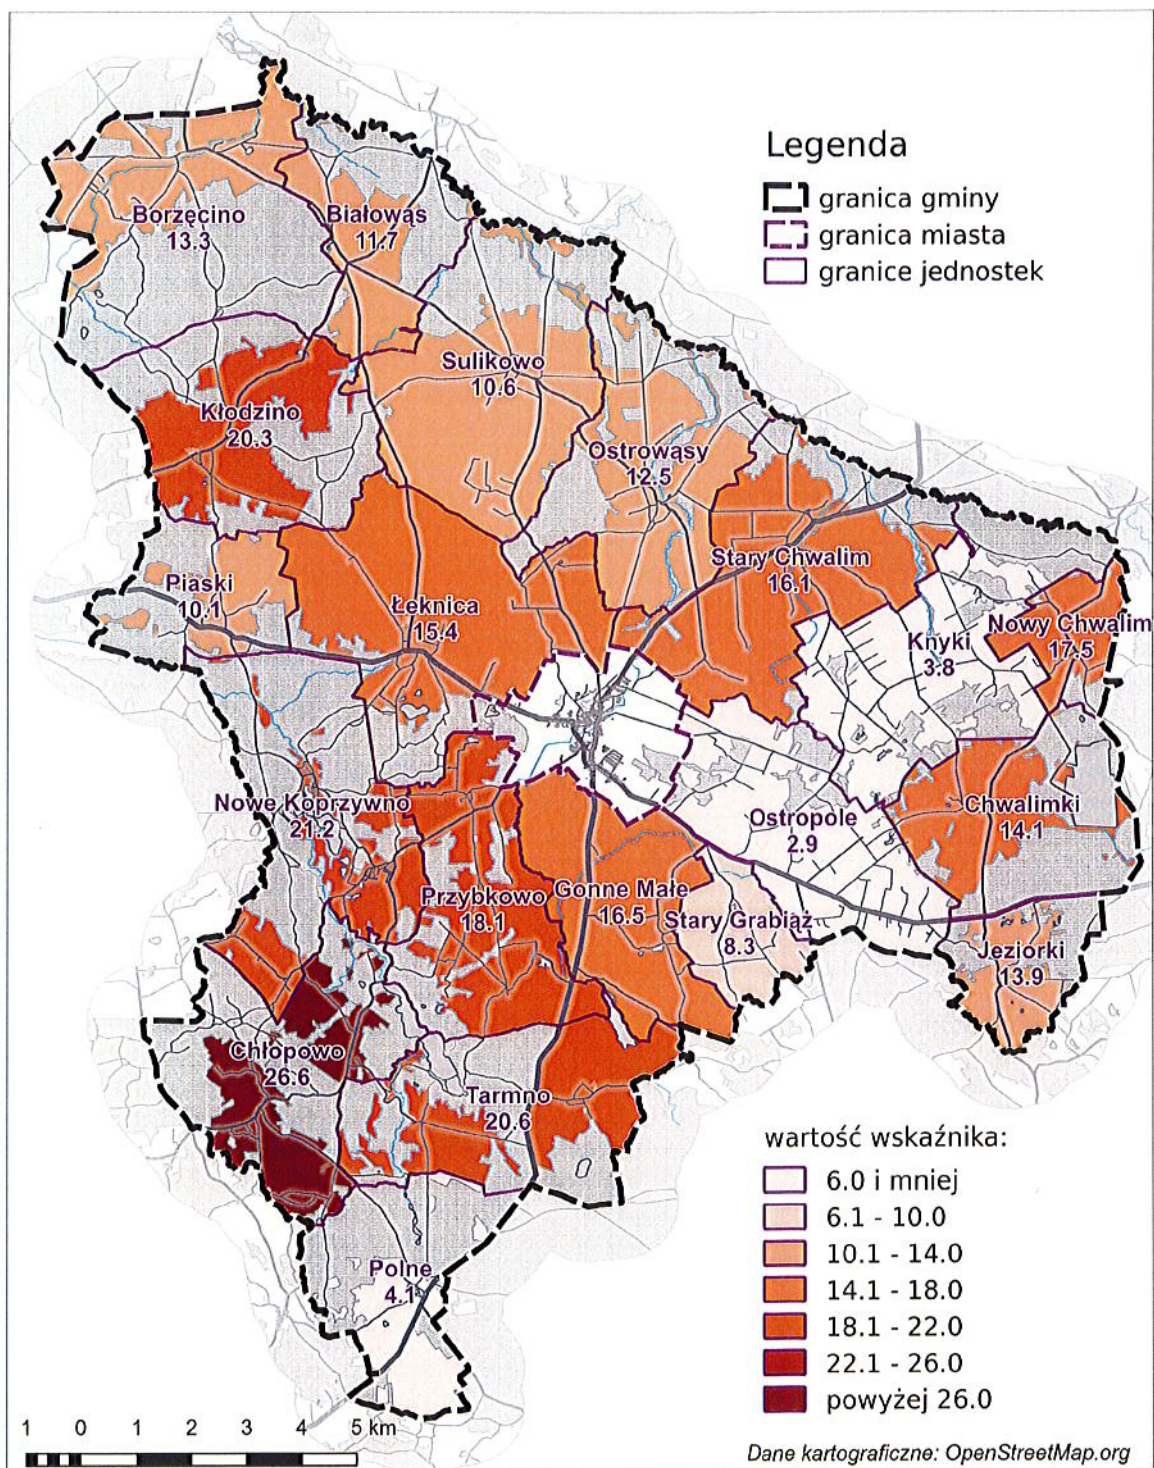 Legenda
granica gminy
granica miasta
granice jednostek
Borzęcino
13.3
Białowąs
11.7
Sulikowo
10.6
Kłodzino
20.3
Ostrowąsy
12.5
Stary Chwalim
16.1
Piaski
10,1
Łeknica
15.4
Knyki
3.8
Nowy Chwalim
17.5
Nowe Koprzywno
21.2
Ostropole
2.9
Chwalimki
14.1
Przybkowo
18.1
Gonne Małe
16.5
Stary Grabiąż
8.3
Jeziorki
13.9
Chłopowo
26.6
Tarmno
20.6
Polne
4.1
wartość wskaźnika:
6.0 i mniej
6.1 - 10.0
10.1 - 14.0
14.1 - 18.0
18.1 - 22.0
22.1 - 26.0
powyżej 26.0
1 0 1 2 3 4 5 km
Dane kartograficzne: OpenStreetMap.org